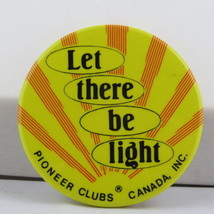 Let
there
be
light
PIONEER CLUBS® CANADA, INC.